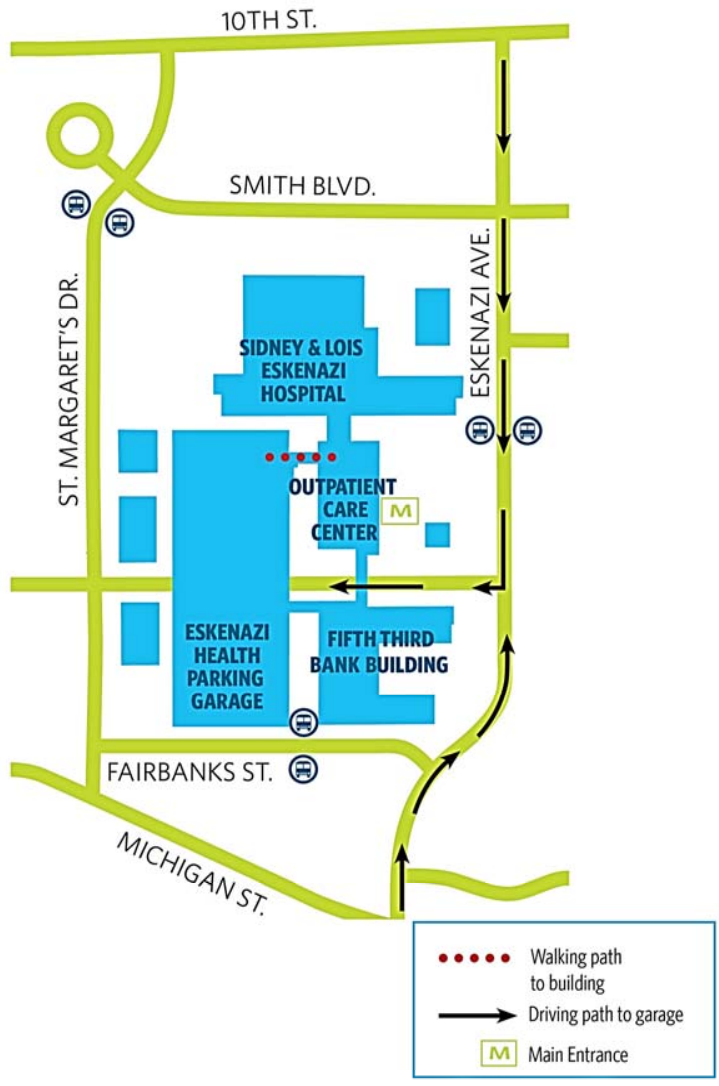 10TH ST.
SMITH BLVD.
ESKENAZI AVE.
ST. MARGARET'S DR.
SIDNEY & LOIS
ESKENAZI
HOSPITAL
OUTPATIENT
CARE
CENTER
M
ESKENAZI
HEALTH
PARKING
GARAGE
FIFTH THIRD
BANK BUILDING
FAIRBANKS ST.
MICHIGAN ST.
Walking path
to building
Driving path to garage
M Main Entrance